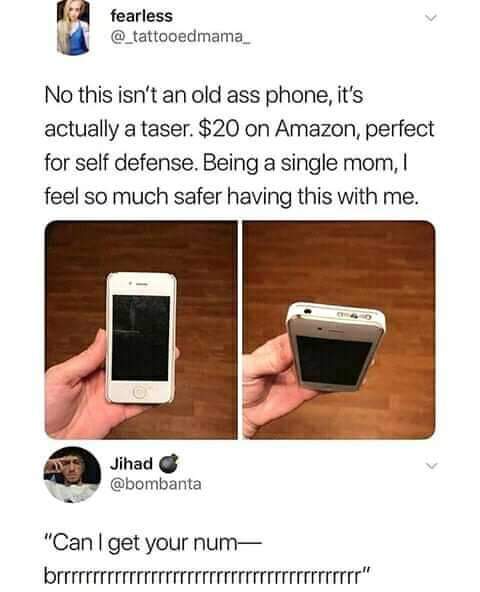 fearless
@_tattooedmama_
No this isn't an old ass phone, it's
actually a taser. $20 on Amazon, perfect
for self defense. Being a single mom, I
feel so much safer having this with me.
Jihad 💣
@bombanta
"Can I get your num—
brrrrrrrrrrrrrrrrrrrrrrrrrrrrrrrrrrrrrrrrrr"